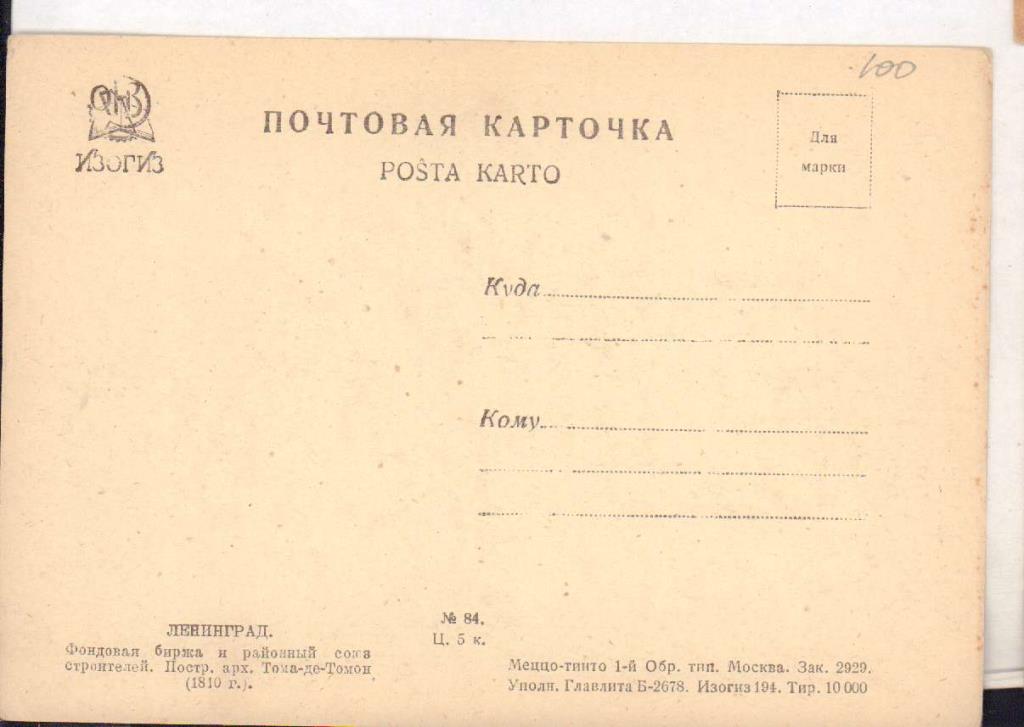 100
ПОЧТОВАЯ КАРТОЧКА
POŜTA KARTO
ИЗОГИЗ
Для
марки
Куда
Кому
№ 84.
Ц. 5 к.
ЛЕНИНГРАД.
Фондовая биржа и районный союз
строителей. Постр. арх. Тома-де-Томон
(1810 г.).
Меццо-тинто 1-й Обр. тип. Москва. Зак. 2929.
Уполн. Главлита Б-2678. Изогиз 194. Тир. 10 000